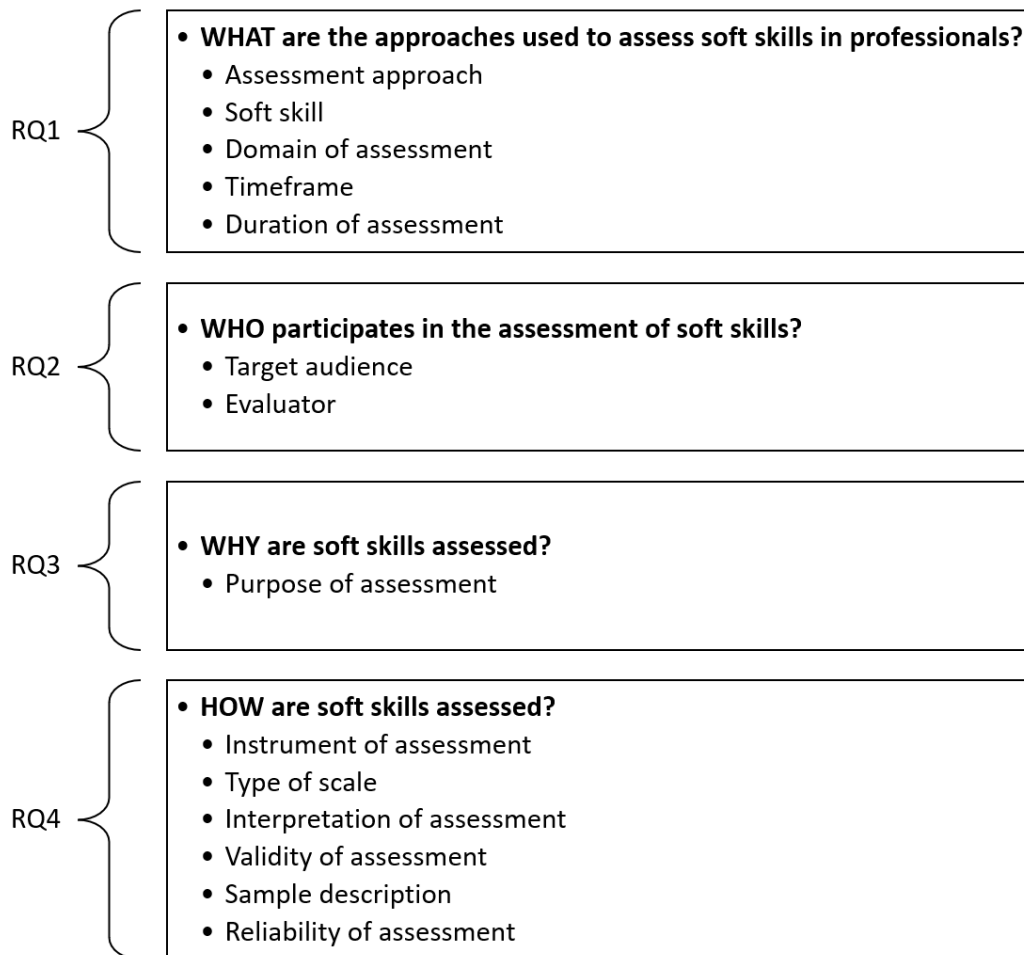 RQ1
• WHAT are the approaches used to assess soft skills in professionals?
• Assessment approach
• Soft skill
• Domain of assessment
• Timeframe
• Duration of assessment
RQ2
• WHO participates in the assessment of soft skills?
• Target audience
• Evaluator
RQ3
• WHY are soft skills assessed?
• Purpose of assessment
RQ4
• HOW are soft skills assessed?
• Instrument of assessment
• Type of scale
• Interpretation of assessment
• Validity of assessment
• Sample description
• Reliability of assessment